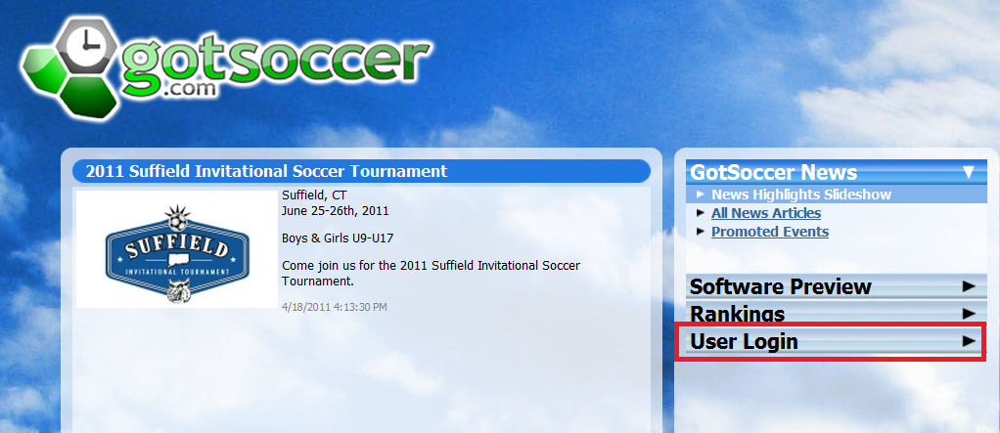 gotsoccer
.com
2011 Suffield Invitational Soccer Tournament
SUFFIELD
INVITATIONAL TOURNAMENT
Suffield, CT
June 25-26th, 2011
Boys & Girls U9-U17
Come join us for the 2011 Suffield Invitational Soccer
Tournament.
4/18/2011 4:13:30 PM
GotSoccer News
News Highlights Slideshow
All News Articles
Promoted Events
Software Preview
Rankings
User Login